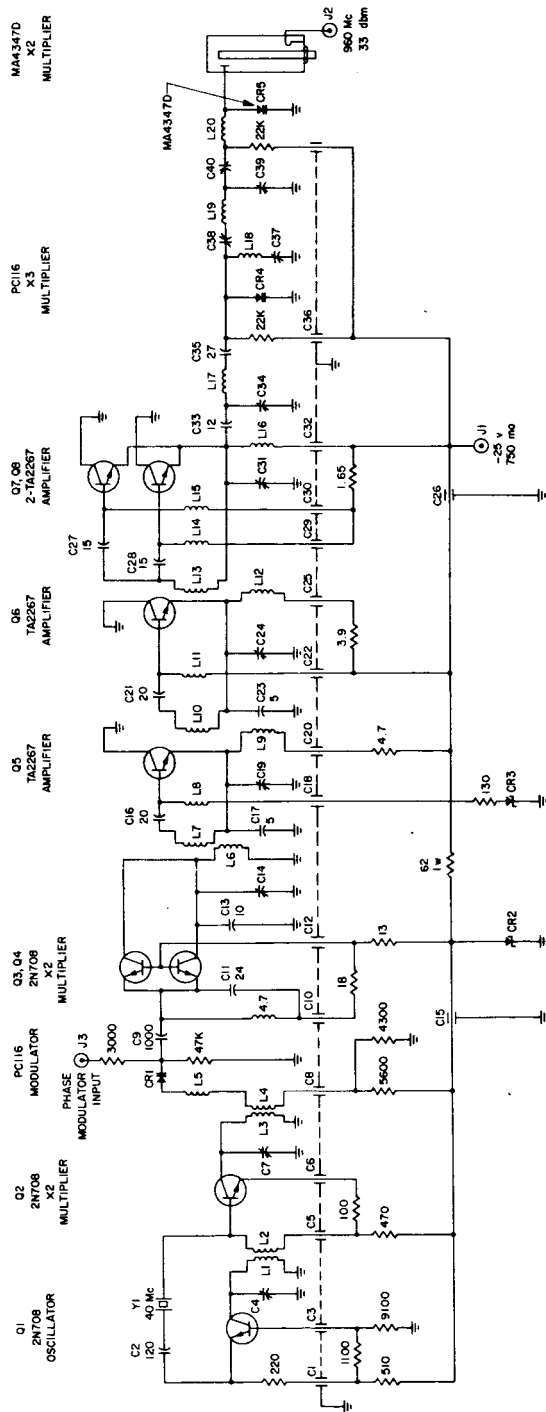 Q1
2N708
OSCILLATOR
Q2
2N708
X2
MULTIPLIER
PC116
MODULATOR
Q3, Q4
2N708
X2
MULTIPLIER
Q5
TA2267
AMPLIFIER
Q6
TA2267
AMPLIFIER
Q7, Q8
2-TA2267
AMPLIFIER
PC116
X3
MULTIPLIER
MA4347D
X2
MULTIPLIER
PHASE
MODULATOR
INPUT
J3
3000
C2
120
Y1
40 Mc
C4
L1
L2
220
C1
C3
1100
510
9100
C5
C6
100
470
C7
L3
L4
L5
CR1
C8
5600
4300
47K
C9
1000
4.7
C10
C11
24
C13
10
C14
C12
18
13
C15
CR2
62
1W
L6
L7
C16
20
C17
5
L8
C19
L9
C18
C20
130
CR3
4.7
L10
C21
20
C23
5
L11
C24
L12
C22
C25
3.9
C27
15
C28
15
L13
L14
L15
C31
L16
C29
C30
C32
1.65
C26
J1
-25 v
750 ma
C33
12
C34
L17
C35
27
22K
C36
CR4
L18
C37
C38
L19
C39
C40
L20
22K
CR5
MA4347D
J2
960 Mc
33 dbm